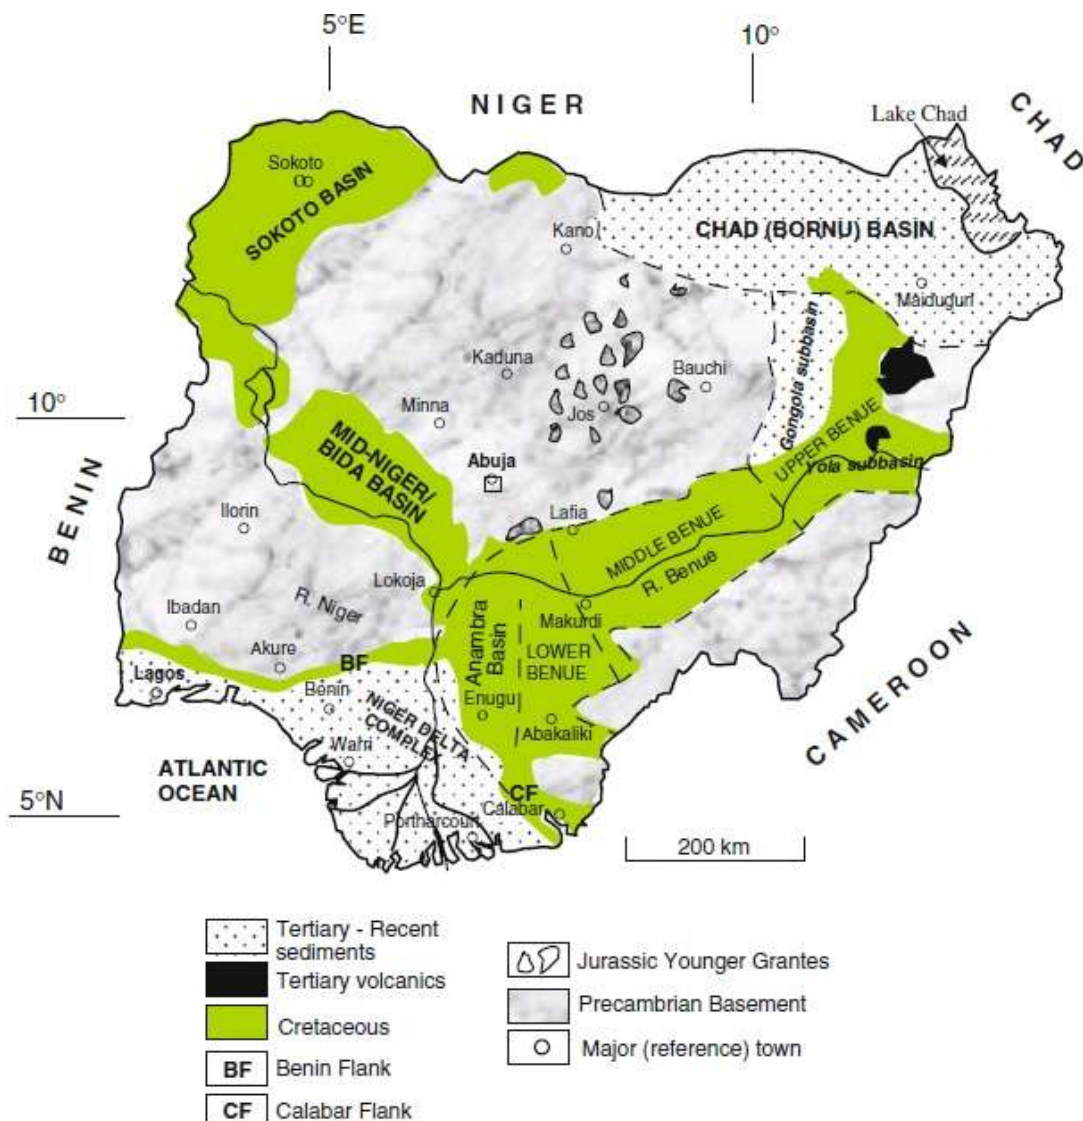 5°E
10°
NIGER
CHAD
Lake Chad
Sokoto
SOKOTO BASIN
Kano
CHAD (BORNU) BASIN
Maiduguri
Gongola subbasin
Kaduna
Bauchi
Minna
Jos
10°
MID-NIGER/
BIDA BASIN
Abuja
UPPER BENUE
Yola subbasin
BENIN
Ilorin
Lafia
MIDDLE BENUE
R. Benue
Lokoja
R. Niger
Ibadan
Makurdi
Anambra
Basin
LOWER
BENUE
Akure
BF
Lagos
Benin
Enugu
NIGER DELTA
COMPLEX
Abakaliki
CAMEROON
Warri
ATLANTIC
OCEAN
CF
Calabar
5°N
Portharcourt
200 km
Tertiary - Recent
sediments
Tertiary volcanics
Cretaceous
BF Benin Flank
CF Calabar Flank
Jurassic Younger Grantes
Precambrian Basement
Major (reference) town